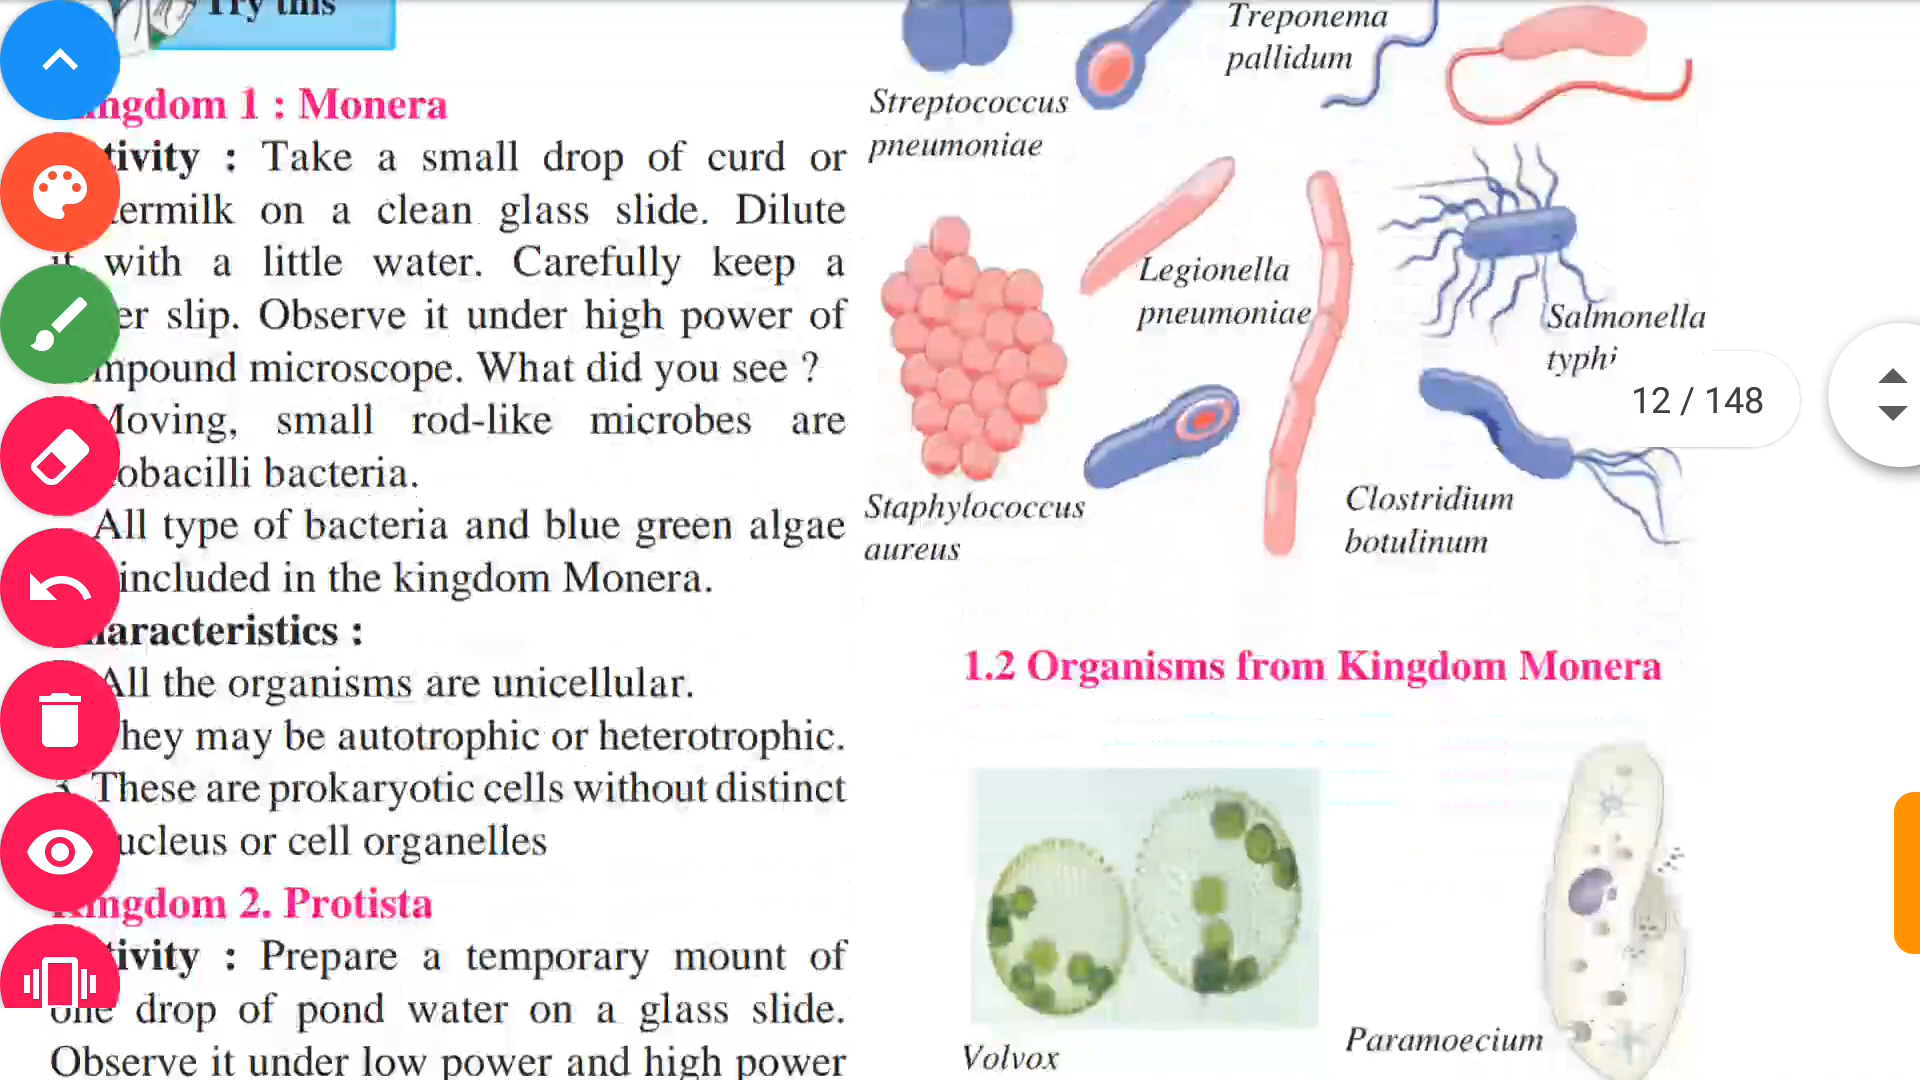 Try this
ngdom 1 : Monera
tivity : Take a small drop of curd or
ermilk on a clean glass slide. Dilute
it with a little water. Carefully keep a
er slip. Observe it under high power of
mpound microscope. What did you see ?
Moving, small rod-like microbes are
obacilli bacteria.
All type of bacteria and blue green algae
included in the kingdom Monera.
aracteristics :
All the organisms are unicellular.
hey may be autotrophic or heterotrophic.
3. These are prokaryotic cells without distinct
ucleus or cell organelles
Kingdom 2. Protista
tivity : Prepare a temporary mount of
one drop of pond water on a glass slide.
Observe it under low power and high power
Treponema
pallidum
Streptococcus
pneumoniae
Legionella
pneumoniae
Salmonella
typhi
12 / 148
Staphylococcus
aureus
Clostridium
botulinum
1.2 Organisms from Kingdom Monera
Volvox
Paramoecium